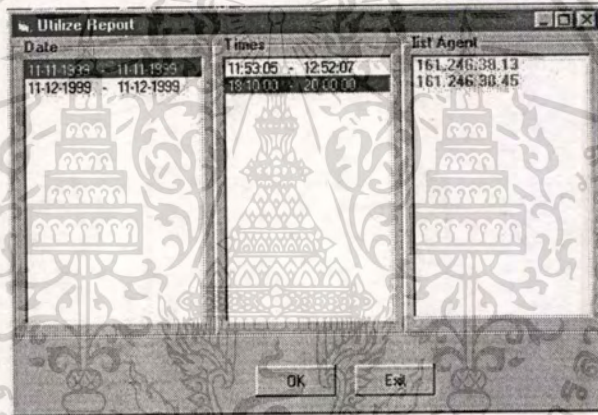 Utilize Report
Date
11-11-1999 - 11-11-1999
11-12-1999 - 11-12-1999
Times
11:53:05 - 12:52:07
18:10:00 - 20:00:00
list Agent
161.246.38.13
161.246.38.45
OK
Exit